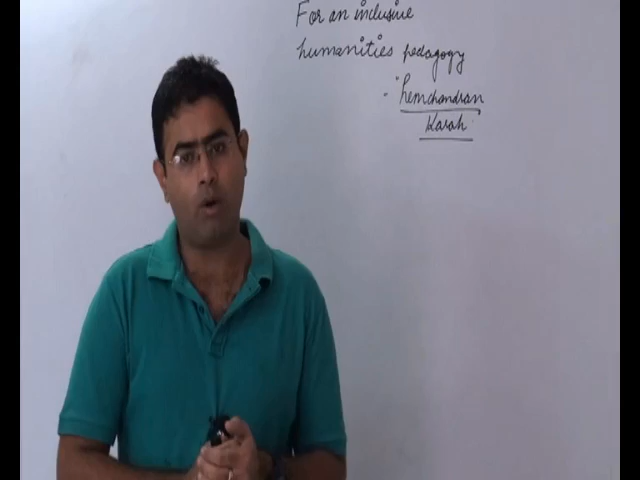 For an inclusive
humanities pedagogy
- Hemchandran
Karah